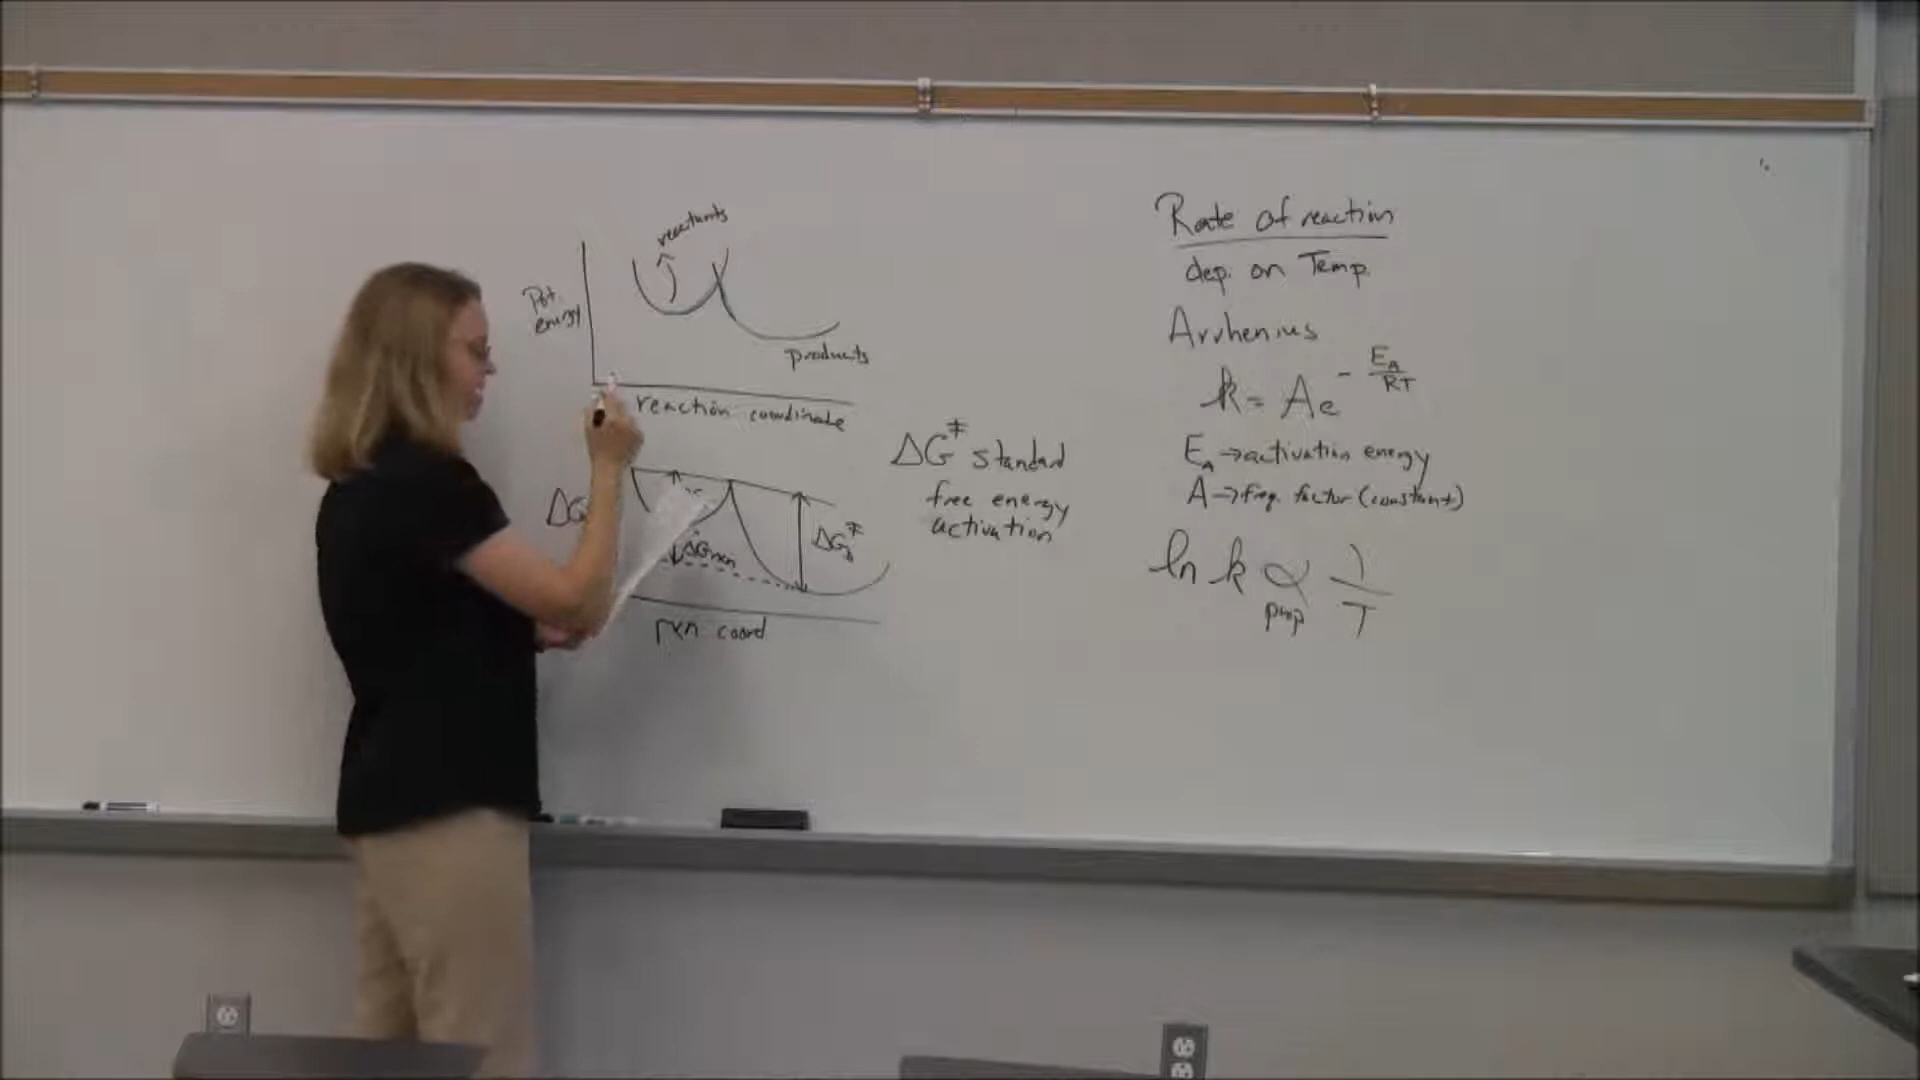 reactants
Pot.
energy
products
reaction coordinate
ΔG
ΔGrxn
ΔG‡b
rxn coord
ΔG‡ standard
free energy
activation
Rate of reaction
dep. on Temp.
Arrhenius
k = Ae^-EA/RT
EA → activation energy
A → freq. factor (constant)
ln k ∝ 1/T
prop